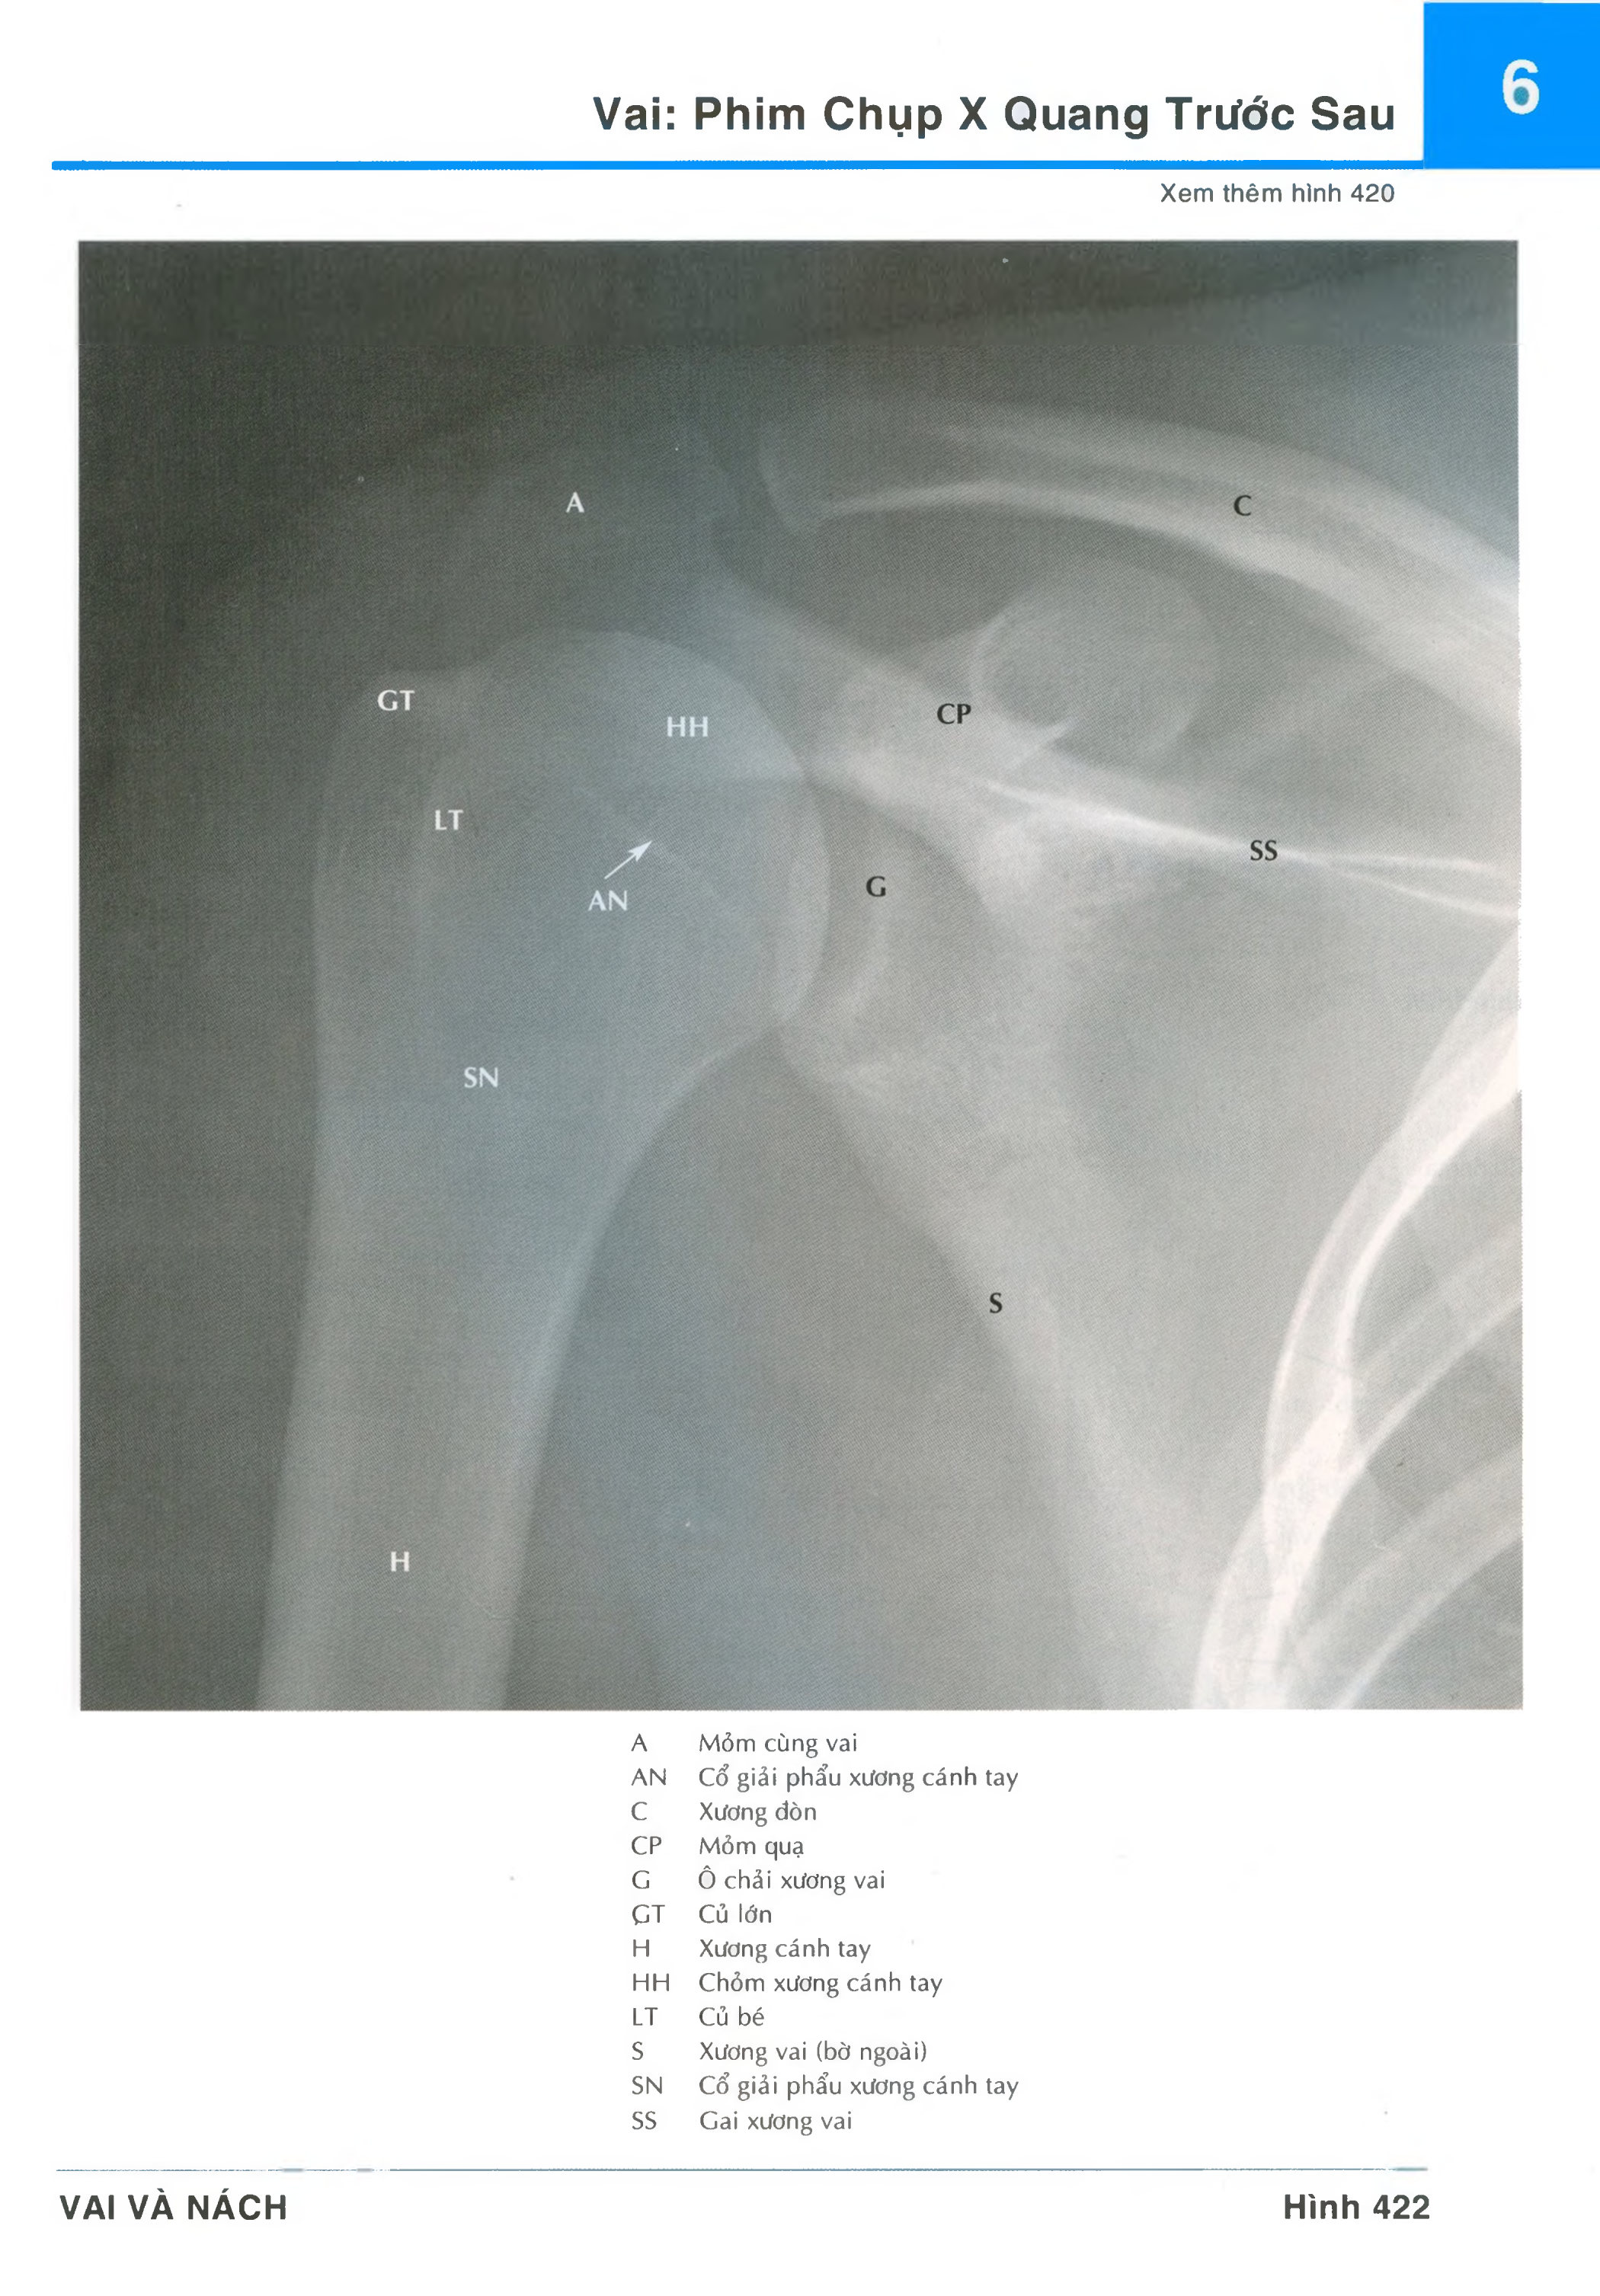 6
Vai: Phim Chụp X Quang Trước Sau
Xem thêm hình 420
A
C
GT
HH
CP
LT
SS
AN
G
SN
S
H
A Mỏm cùng vai
AN Cổ giải phẩu xương cánh tay
C Xương đòn
CP Mỏm quạ
G Ô chải xương vai
GT Củ lớn
H Xương cánh tay
HH Chỏm xương cánh tay
LT Củ bé
S Xương vai (bờ ngoài)
SN Cổ giải phẩu xương cánh tay
SS Gai xương vai
VAI VÀ NÁCH
Hình 422